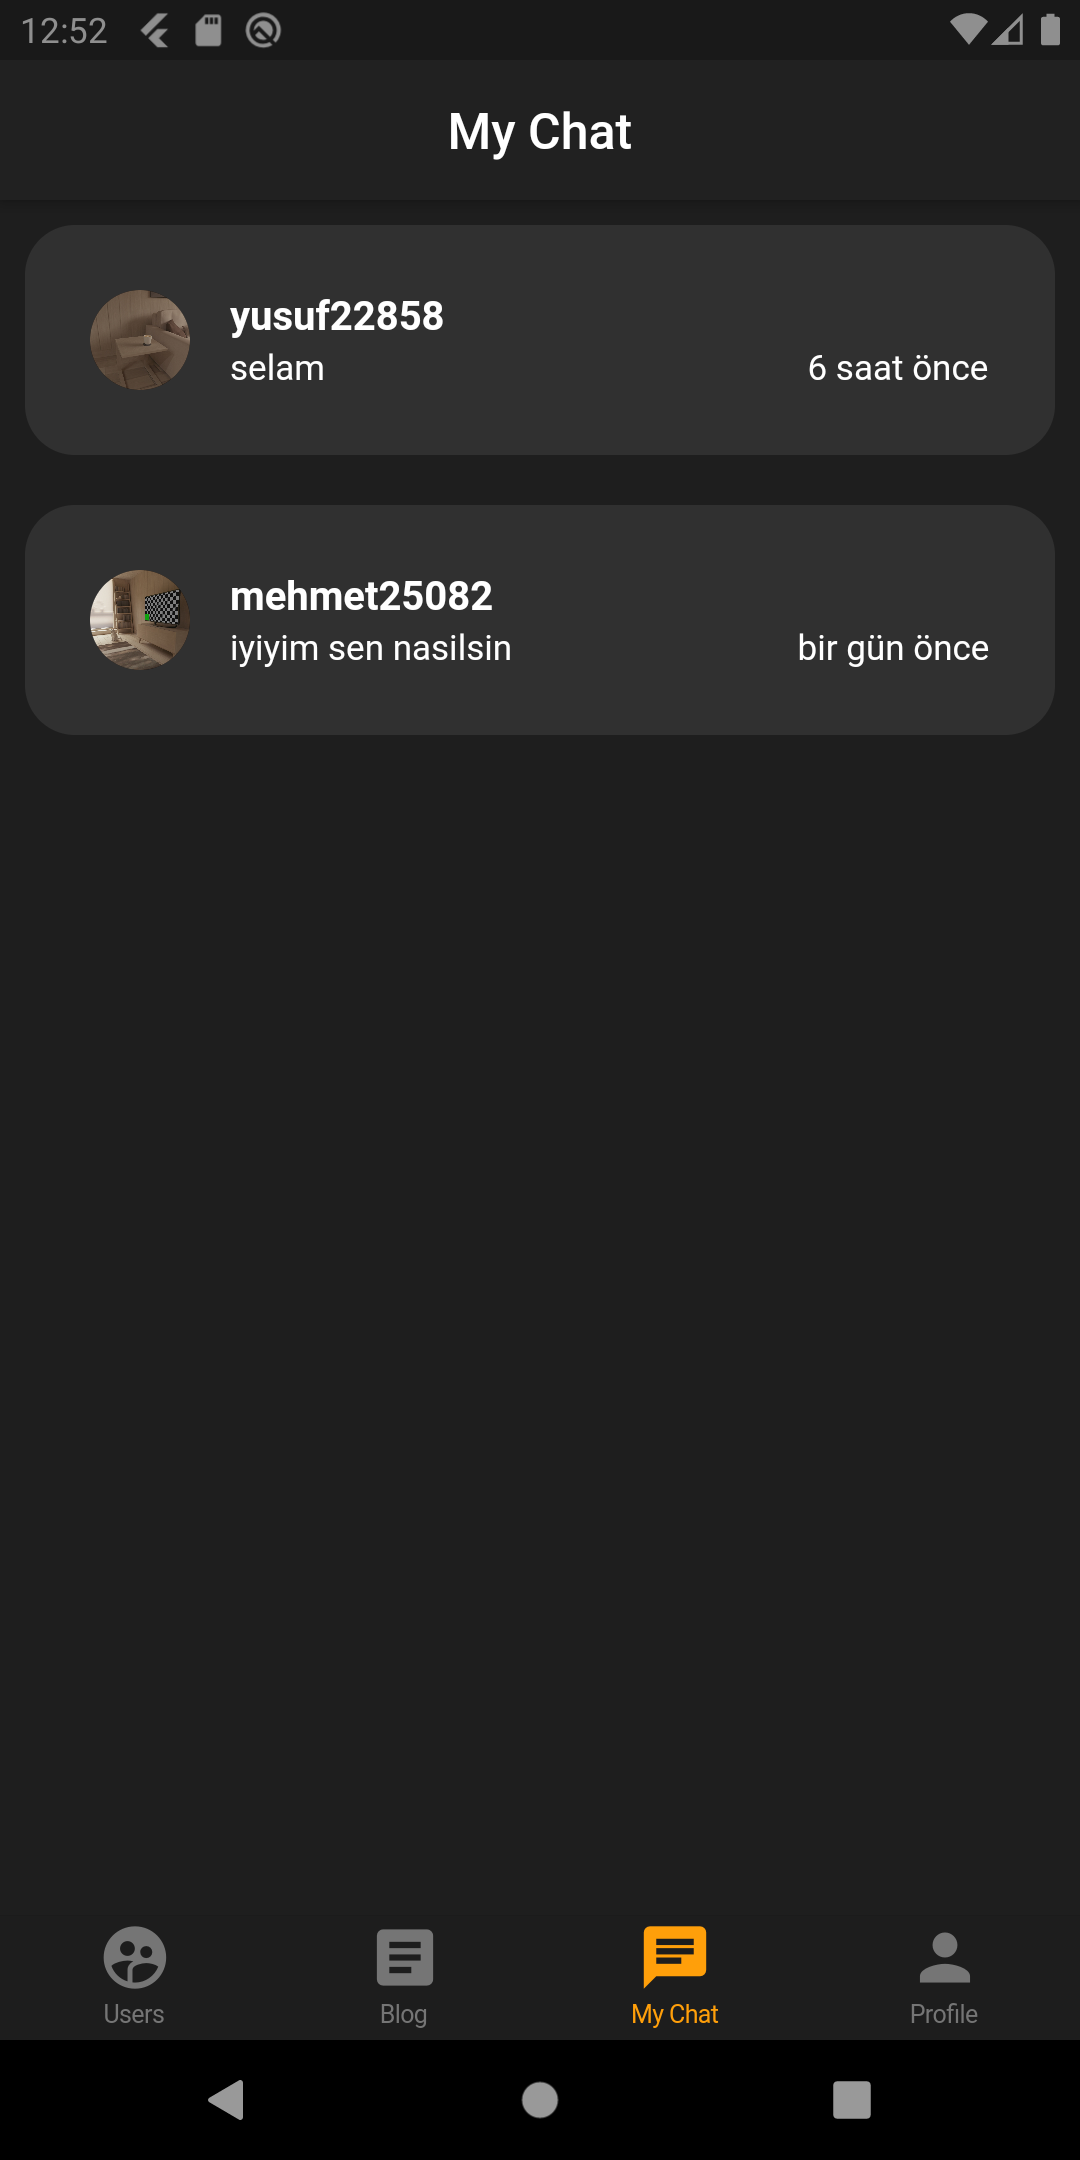 12:52
My Chat
yusuf22858
selam
6 saat önce
mehmet25082
iyiyim sen nasilsin
bir gün önce
Users
Blog
My Chat
Profile